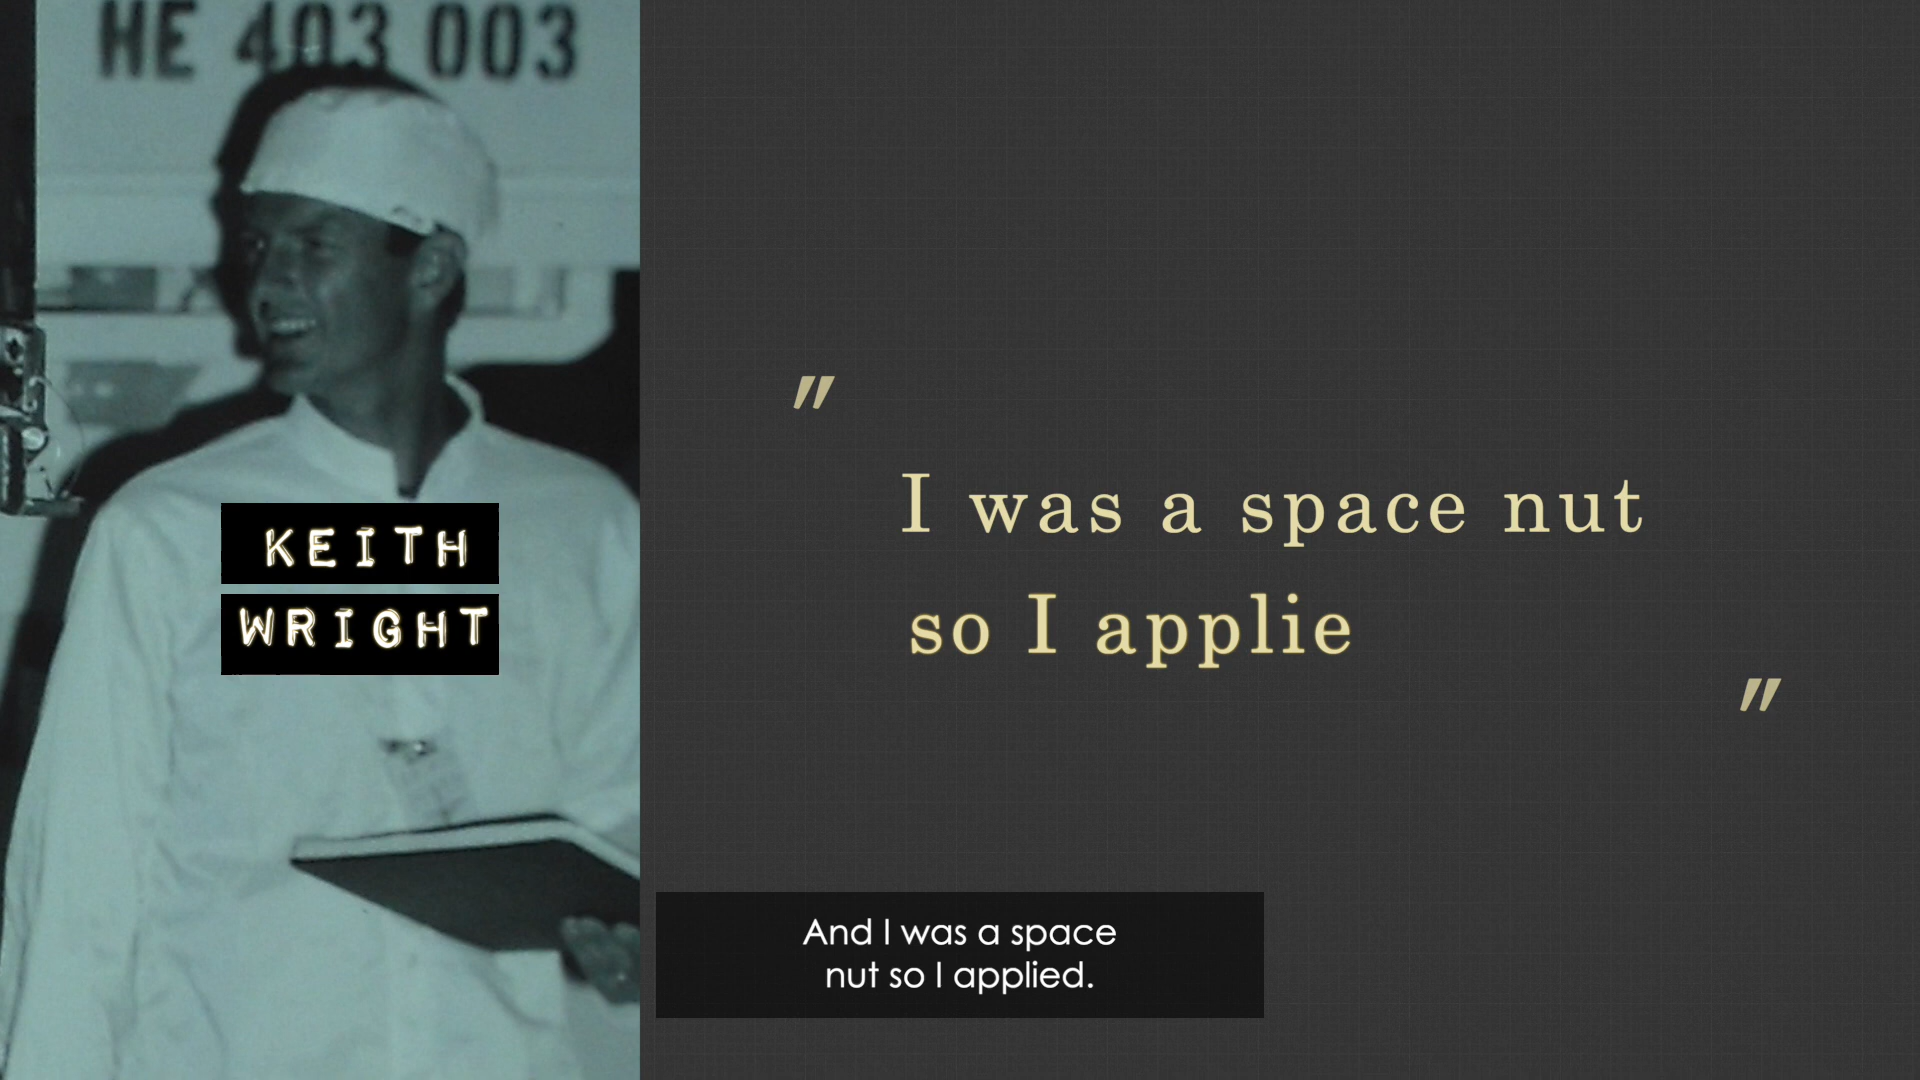 HE 403 003
KEITH
WRIGHT
"
I was a space nut
so I applie
"
And I was a space
nut so I applied.